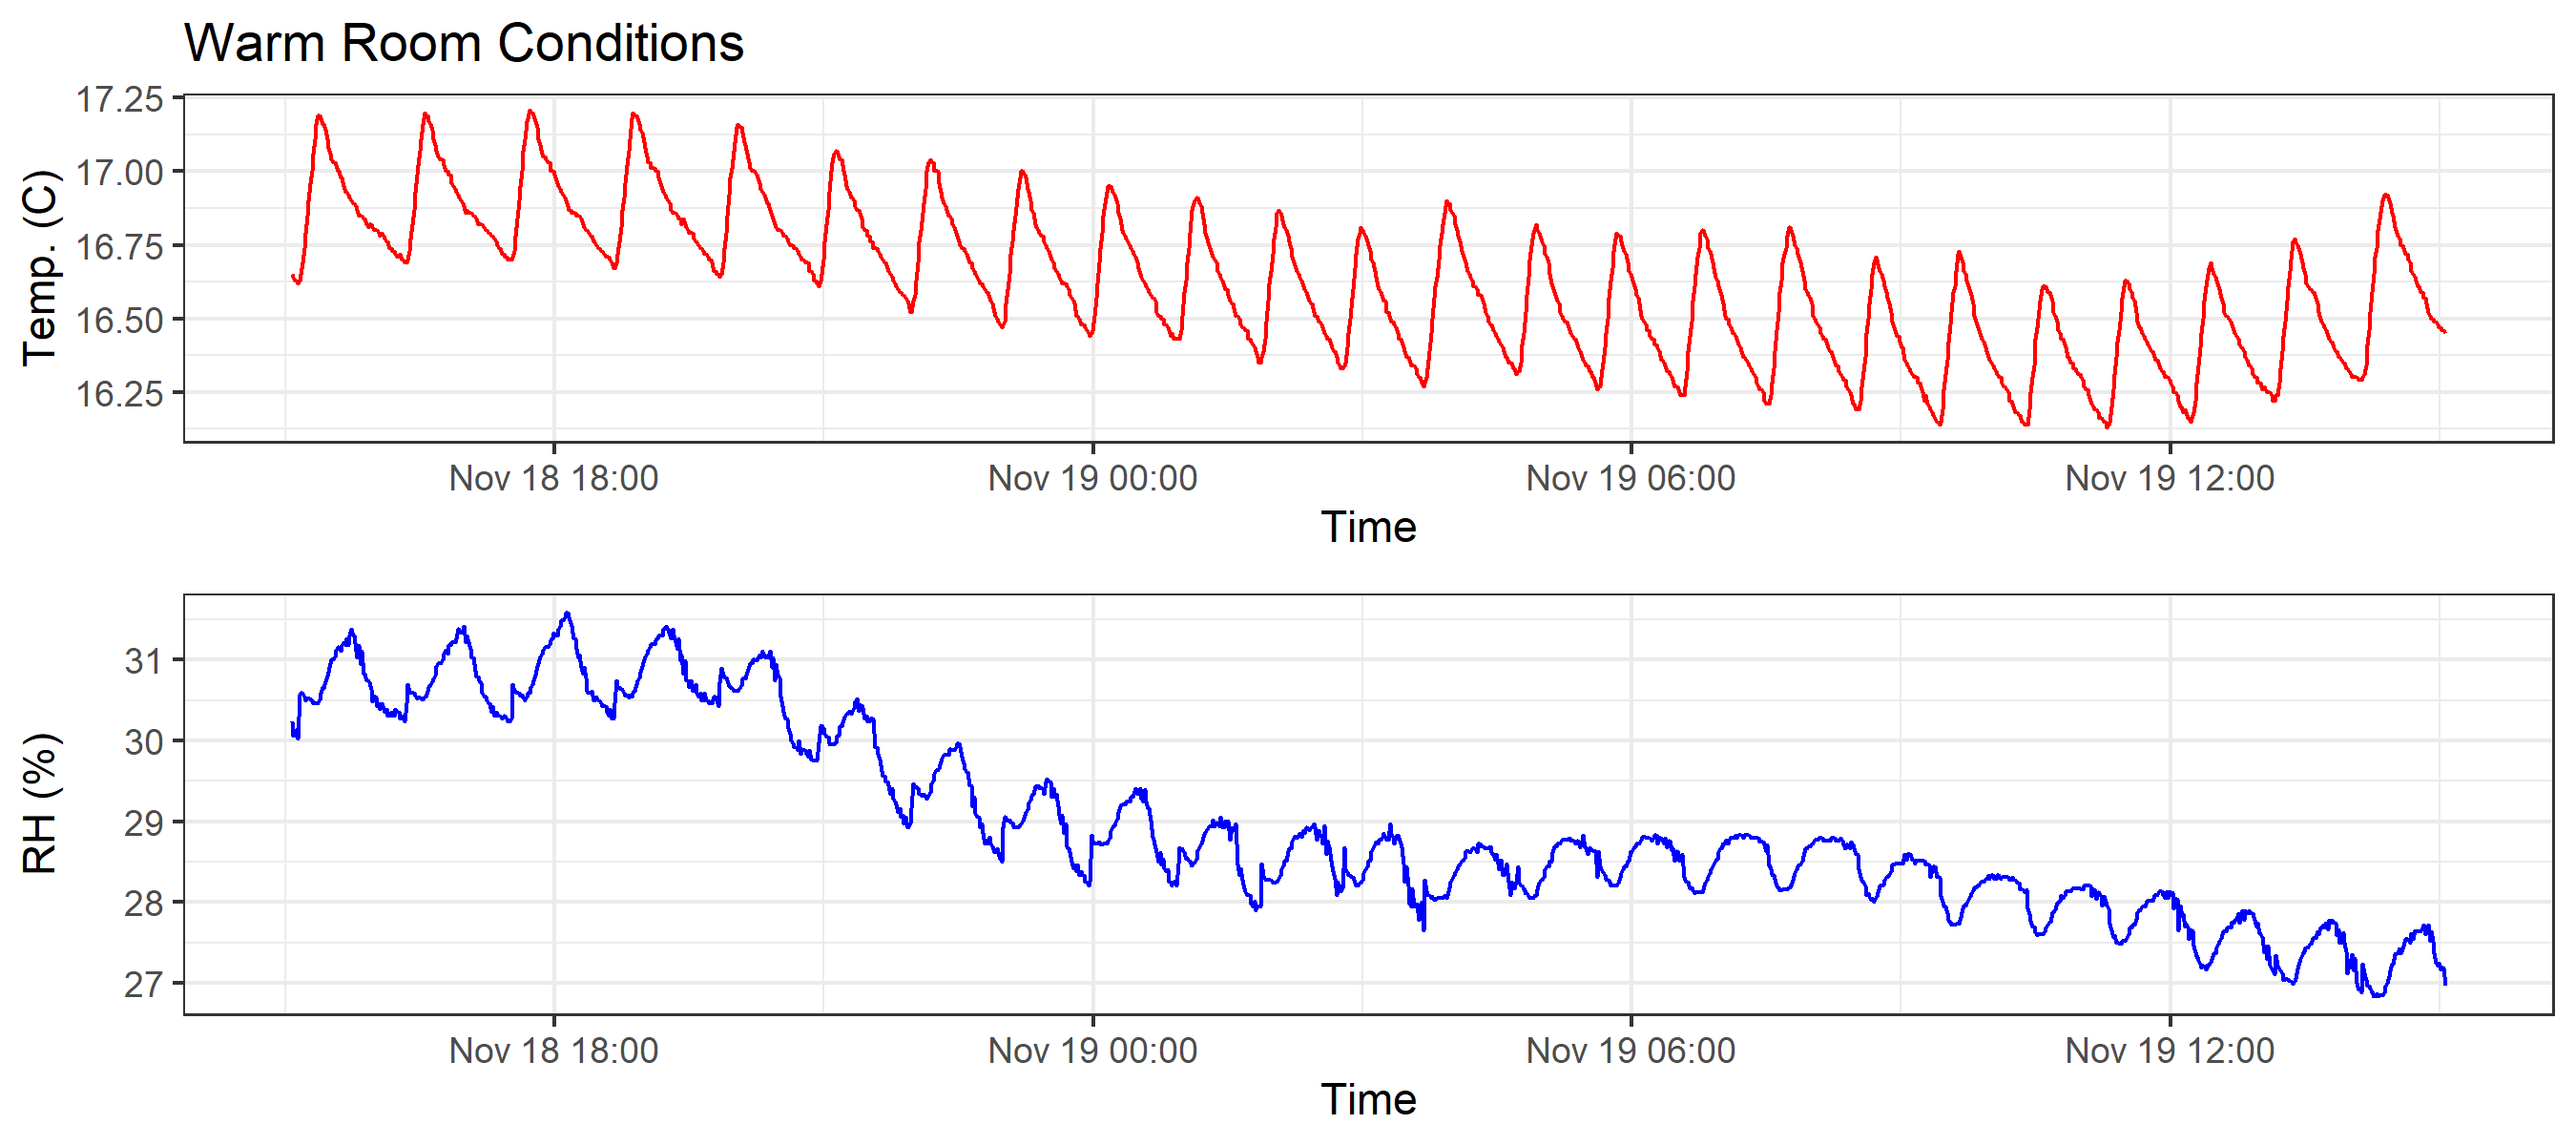 Warm Room Conditions
17.25
17.00
16.75
16.50
16.25
Temp. (C)
Nov 18 18:00 Nov 19 00:00 Nov 19 06:00 Nov 19 12:00
Time
31
30
29
28
27
RH (%)
Nov 18 18:00 Nov 19 00:00 Nov 19 06:00 Nov 19 12:00
Time